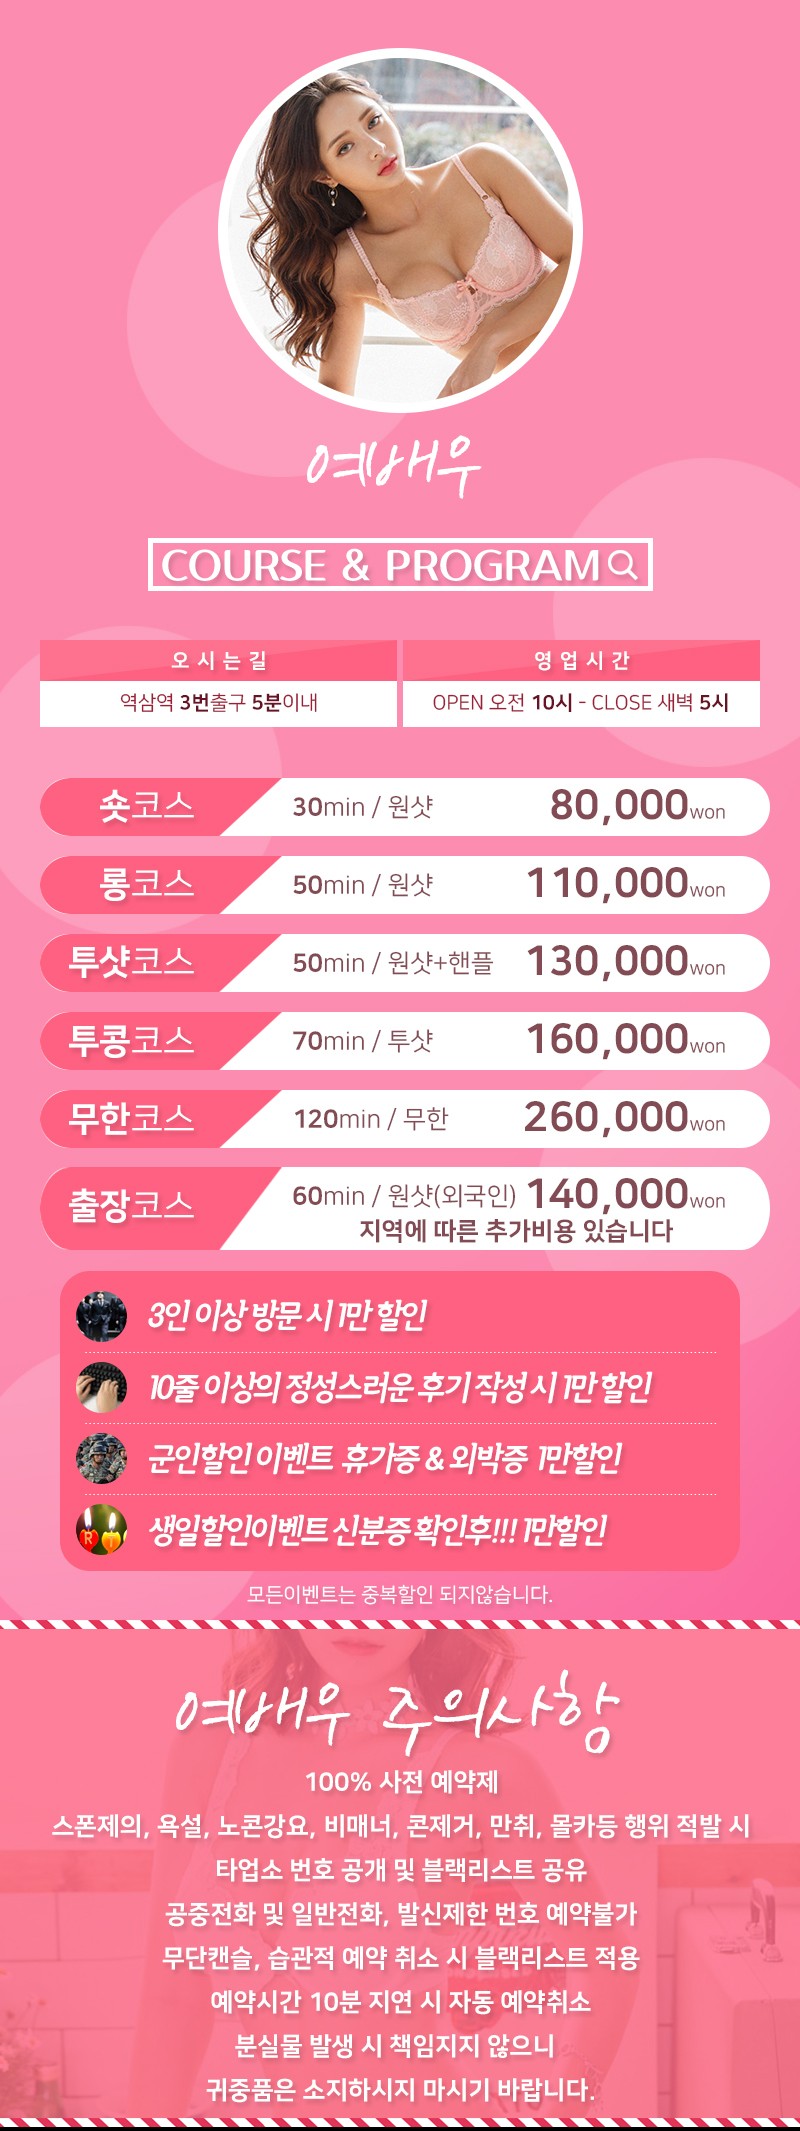 예배우
COURSE & PROGRAM
오시는길
역삼역 3번출구 5분이내
영업시간
OPEN 오전 10시 - CLOSE 새벽 5시
숏코스 30min / 원샷 80,000won
롱코스 50min / 원샷 110,000won
투샷코스 50min / 원샷+핸플 130,000won
투콩코스 70min / 투샷 160,000won
무한코스 120min / 무한 260,000won
출장코스 60min / 원샷(외국인) 140,000won
지역에 따른 추가비용 있습니다
3인 이상 방문 시 1만 할인
10줄 이상의 정성스러운 후기 작성 시 1만 할인
군인할인 이벤트 휴가증 & 외박증 1만할인
생일할인이벤트 신분증 확인후!!! 1만할인
모든이벤트는 중복할인 되지않습니다.
예배우 주의사항
100% 사전 예약제
스폰제의, 욕설, 노콘강요, 비매너, 콘제거, 만취, 몰카등 행위 적발 시
타업소 번호 공개 및 블랙리스트 공유
공중전화 및 일반전화, 발신제한 번호 예약불가
무단캔슬, 습관적 예약 취소 시 블랙리스트 적용
예약시간 10분 지연 시 자동 예약취소
분실물 발생 시 책임지지 않으니
귀중품은 소지하시지 마시기 바랍니다.